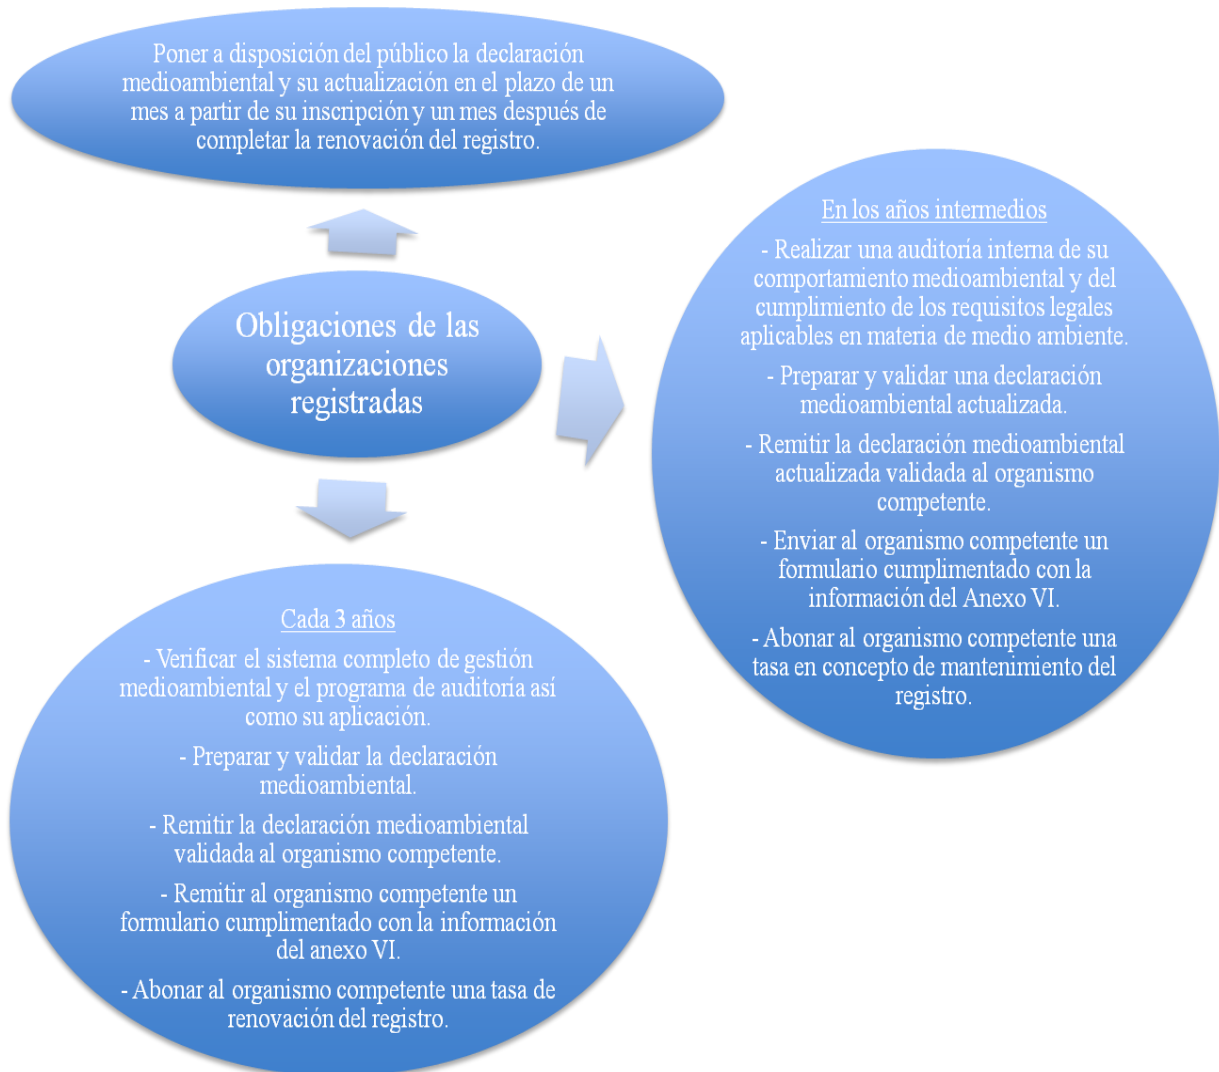 Poner a disposición del público la declaración
medioambiental y su actualización en el plazo de un
mes a partir de su inscripción y un mes después de
completar la renovación del registro.
Obligaciones de las
organizaciones
registradas
En los años intermedios
- Realizar una auditoría interna de su
comportamiento medioambiental y del
cumplimiento de los requisitos legales
aplicables en materia de medio ambiente.
- Preparar y validar una declaración
medioambiental actualizada.
- Remitir la declaración medioambiental
actualizada validada al organismo
competente.
- Enviar al organismo competente un
formulario cumplimentado con la
información del Anexo VI.
- Abonar al organismo competente una
tasa en concepto de mantenimiento del
registro.
Cada 3 años
- Verificar el sistema completo de gestión
medioambiental y el programa de auditoría así
como su aplicación.
- Preparar y validar la declaración
medioambiental.
- Remitir la declaración medioambiental
validada al organismo competente.
- Remitir al organismo competente un
formulario cumplimentado con la información
del anexo VI.
- Abonar al organismo competente una tasa de
renovación del registro.